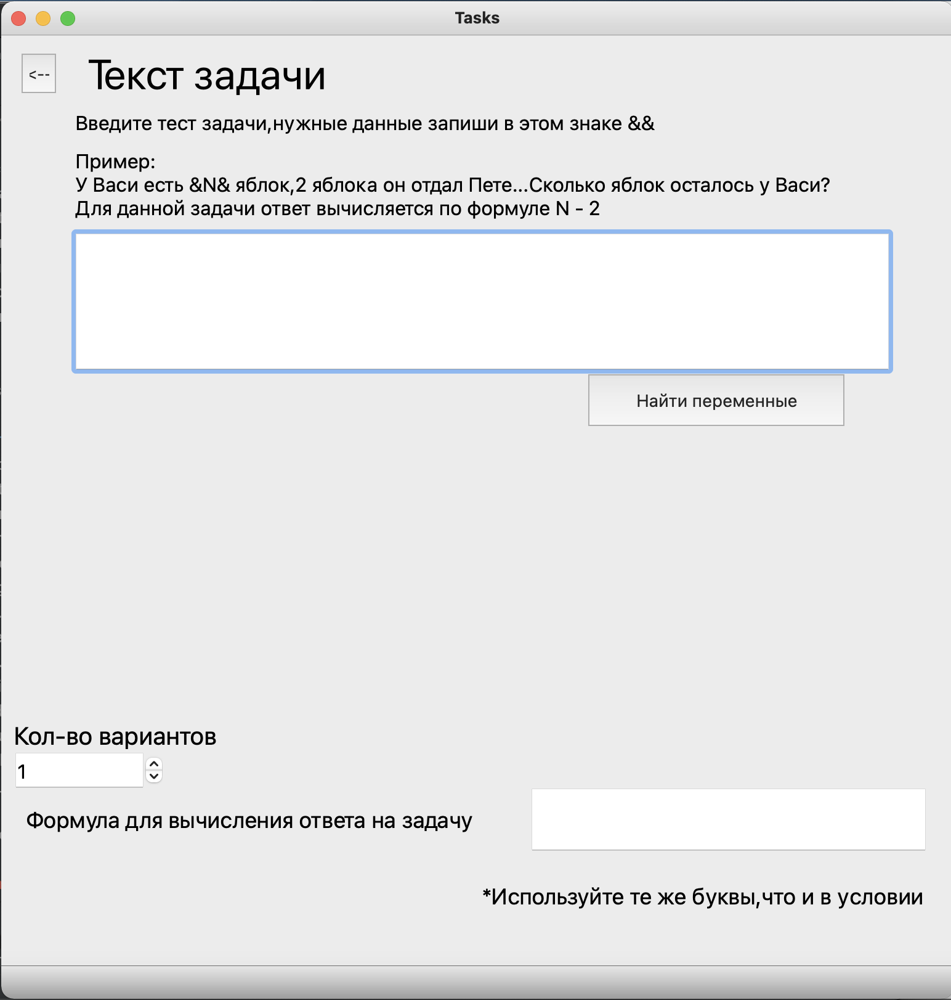 Tasks
<--
Текст задачи
Введите тест задачи,нужные данные запиши в этом знаке &&
Пример:
У Васи есть &N& яблок,2 яблока он отдал Пете...Сколько яблок осталось у Васи?
Для данной задачи ответ вычисляется по формуле N - 2
Найти переменные
Кол-во вариантов
1
Формула для вычисления ответа на задачу
*Используйте те же буквы,что и в условии